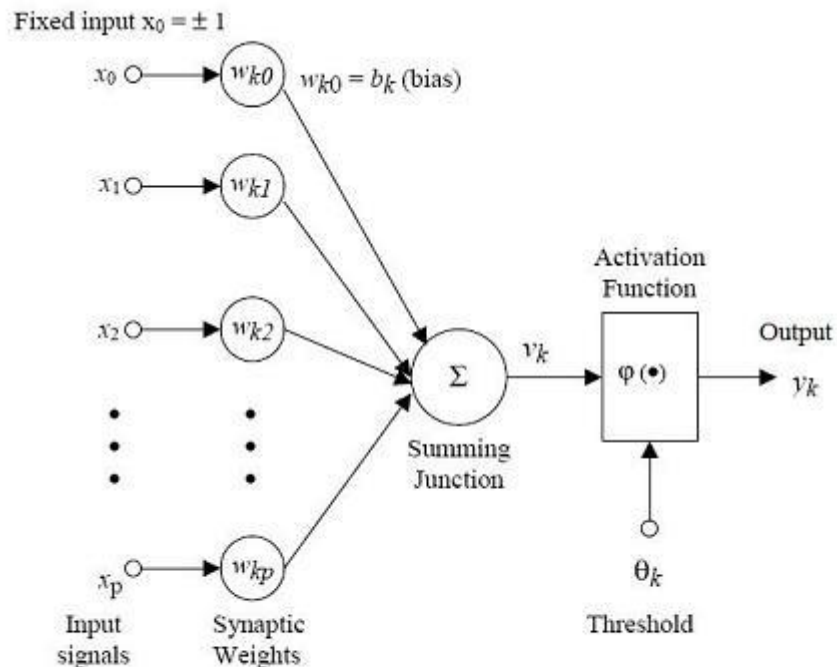 Fixed input x₀ = ± 1
x₀
w_k0
w_k0 = b_k (bias)
x₁
w_k1
x₂
w_k2
x_p
w_kp
Input
signals
Synaptic
Weights
Σ
Summing
Junction
v_k
Activation
Function
φ (•)
Output
y_k
θ_k
Threshold